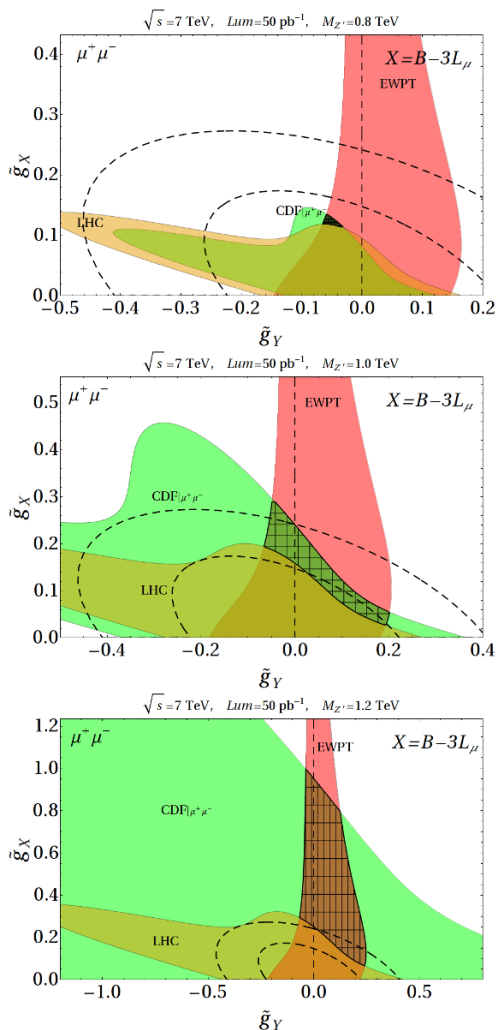 √s =7 TeV, Lum=50 pb⁻¹, M_Z'=0.8 TeV
μ⁺μ⁻
X=B−3L_μ
EWPT
CDF|μ⁺μ⁻
LHC
g̃_X
0.4
0.3
0.2
0.1
0.0
-0.5 -0.4 -0.3 -0.2 -0.1 0.0 0.1 0.2
g̃_Y
√s =7 TeV, Lum=50 pb⁻¹, M_Z'=1.0 TeV
μ⁺μ⁻
X=B−3L_μ
EWPT
CDF|μ⁺μ⁻
LHC
g̃_X
0.5
0.4
0.3
0.2
0.1
0.0
-0.4 -0.2 0.0 0.2 0.4
g̃_Y
√s =7 TeV, Lum=50 pb⁻¹, M_Z'=1.2 TeV
μ⁺μ⁻
X=B−3L_μ
EWPT
CDF|μ⁺μ⁻
LHC
g̃_X
1.2
1.0
0.8
0.6
0.4
0.2
0.0
-1.0 -0.5 0.0 0.5
g̃_Y